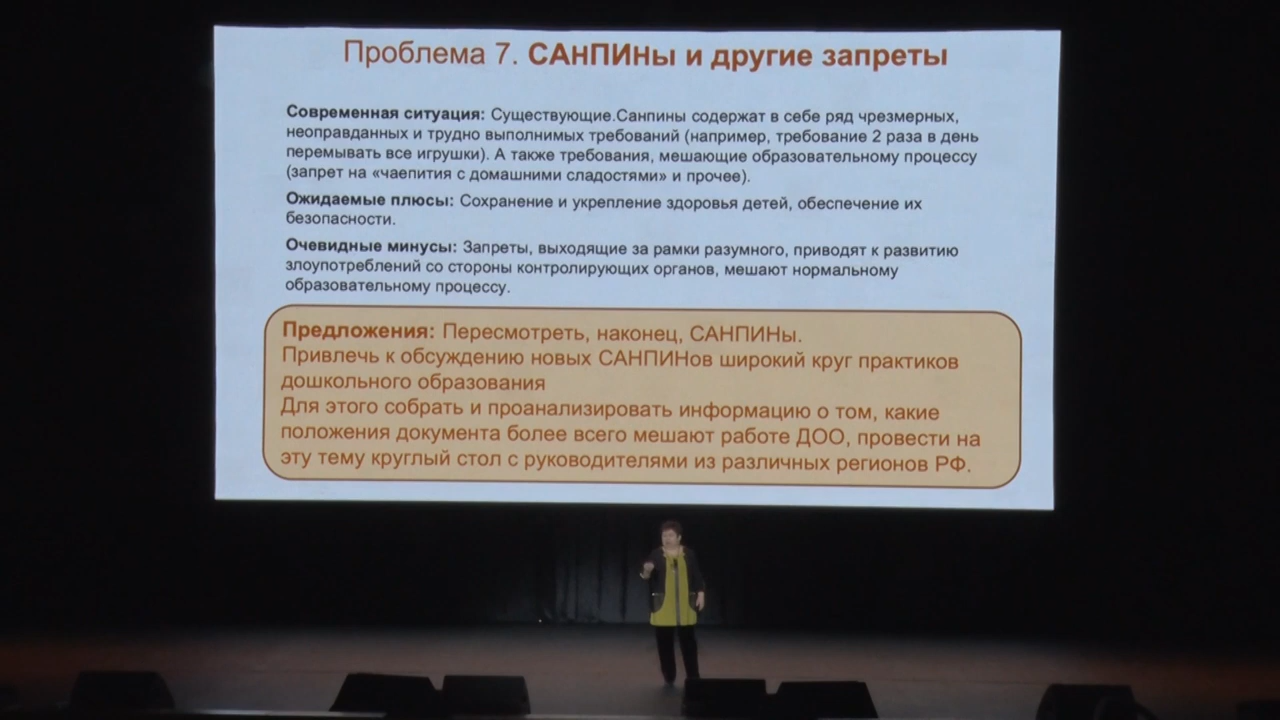 Проблема 7. САнПИНы и другие запреты
Современная ситуация: Существующие.Санпины содержат в себе ряд чрезмерных,
неоправданных и трудно выполнимых требований (например, требование 2 раза в день
перемывать все игрушки). А также требования, мешающие образовательному процессу
(запрет на «чаепития с домашними сладостями» и прочее).
Ожидаемые плюсы: Сохранение и укрепление здоровья детей, обеспечение их
безопасности.
Очевидные минусы: Запреты, выходящие за рамки разумного, приводят к развитию
злоупотреблений со стороны контролирующих органов, мешают нормальному
образовательному процессу.
Предложения: Пересмотреть, наконец, САНПИНы.
Привлечь к обсуждению новых САНПИНов широкий круг практиков
дошкольного образования
Для этого собрать и проанализировать информацию о том, какие
положения документа более всего мешают работе ДОО, провести на
эту тему круглый стол с руководителями из различных регионов РФ.